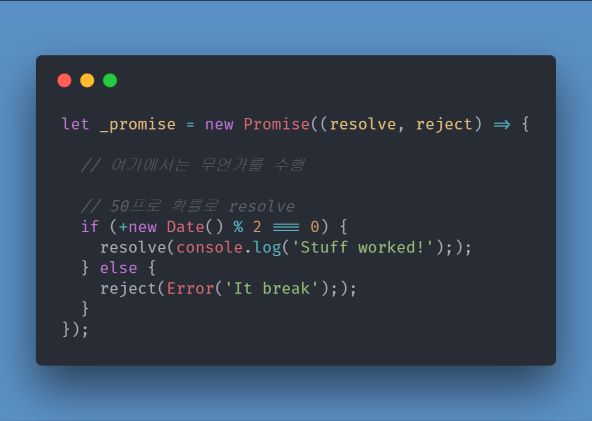 let _promise = new Promise((resolve, reject) => {
// 여기에서는 무언가를 수행
// 50프로 확률로 resolve
if (+new Date() % 2 === 0) {
resolve(console.log('Stuff worked!'););
} else {
reject(Error('It break'););
}
});